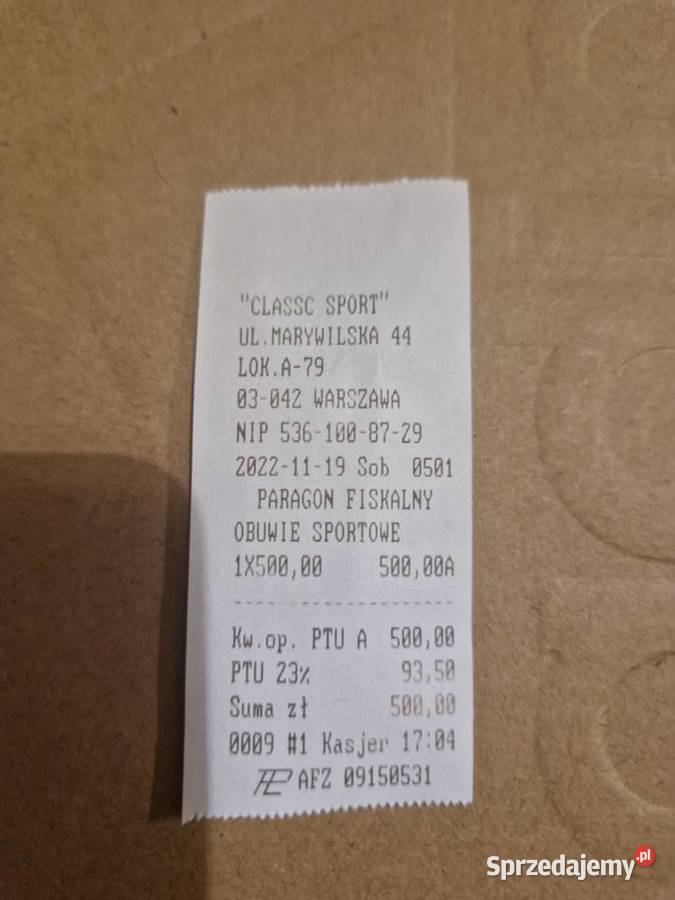 "CLASSC SPORT"
UL.MARYWILSKA 44
LOK.A-79
03-042 WARSZAWA
NIP 536-100-87-29
2022-11-19 Sob 0501
PARAGON FISKALNY
OBUWIE SPORTOWE
1X500,00 500,00A
Kw.op. PTU A 500,00
PTU 23% 93,50
Suma zł 500,00
0009 #1 Kasjer 17:04
AFZ 09150531
Sprzedajemy.pl